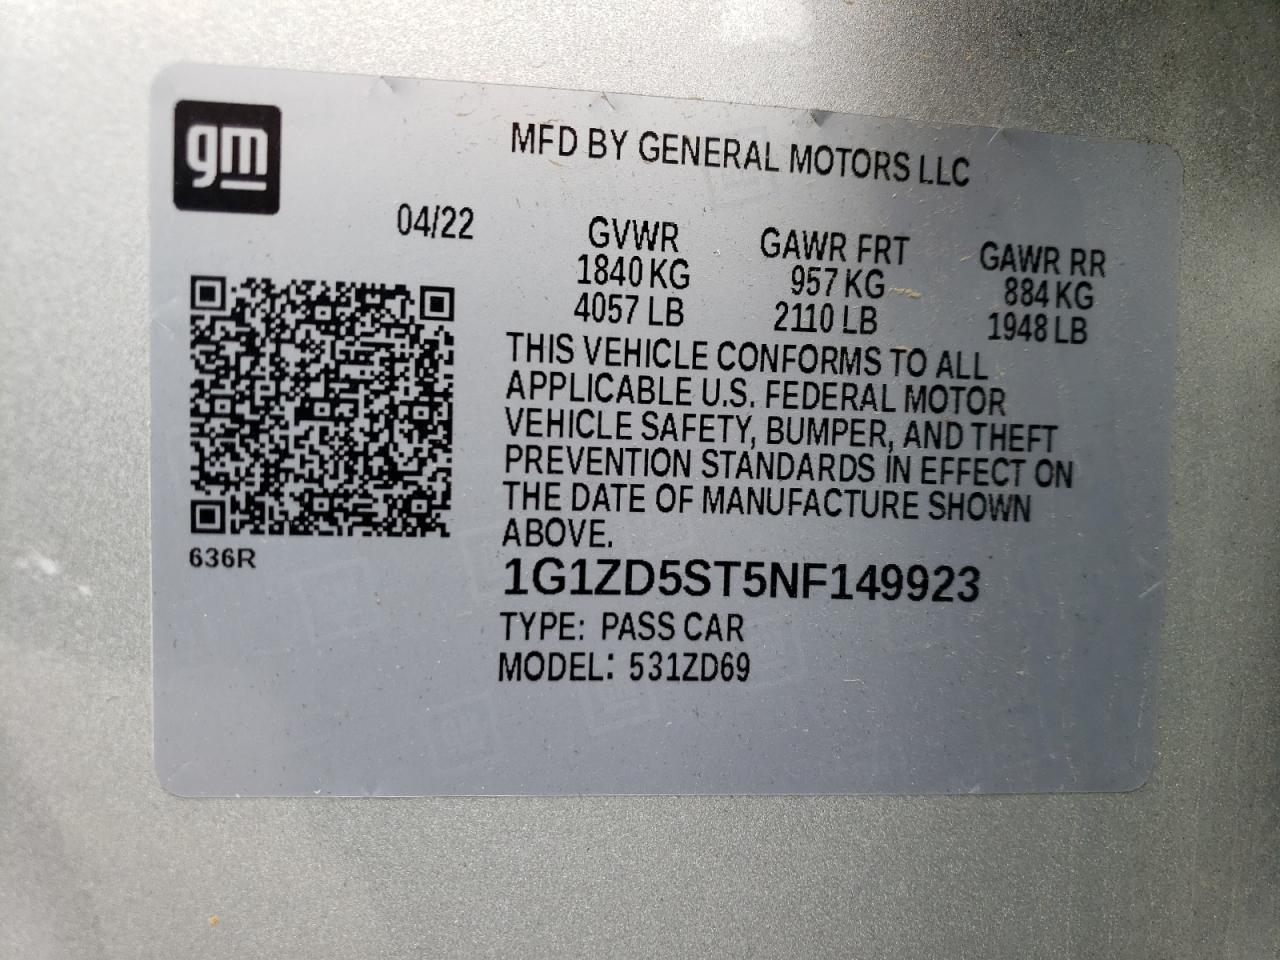 gm
MFD BY GENERAL MOTORS LLC
04/22
GVWR GAWR FRT GAWR RR
1840 KG 957 KG 884 KG
4057 LB 2110 LB 1948 LB
THIS VEHICLE CONFORMS TO ALL
APPLICABLE U.S. FEDERAL MOTOR
VEHICLE SAFETY, BUMPER, AND THEFT
PREVENTION STANDARDS IN EFFECT ON
THE DATE OF MANUFACTURE SHOWN
ABOVE.
636R
1G1ZD5ST5NF149923
TYPE: PASS CAR
MODEL: 531ZD69